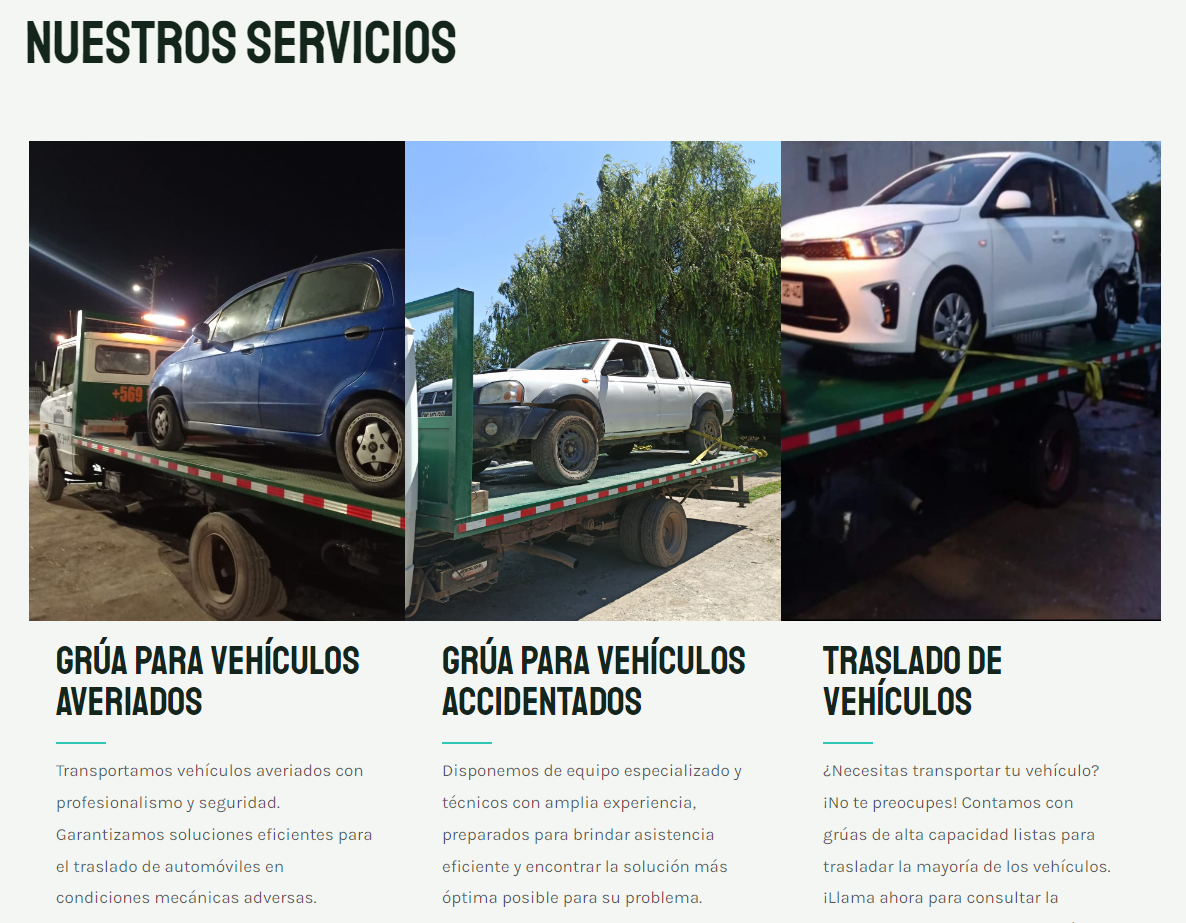 NUESTROS SERVICIOS
+569
GRÚA PARA VEHÍCULOS
AVERIADOS
Transportamos vehículos averiados con
profesionalismo y seguridad.
Garantizamos soluciones eficientes para
el traslado de automóviles en
condiciones mecánicas adversas.
GRÚA PARA VEHÍCULOS
ACCIDENTADOS
Disponemos de equipo especializado y
técnicos con amplia experiencia,
preparados para brindar asistencia
eficiente y encontrar la solución más
óptima posible para su problema.
TRASLADO DE
VEHÍCULOS
¿Necesitas transportar tu vehículo?
¡No te preocupes! Contamos con
grúas de alta capacidad listas para
trasladar la mayoría de los vehículos.
¡Llama ahora para consultar la